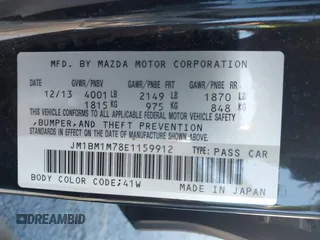 MFD. BY MAZDA MOTOR CORPORATION
GVWR/PNBV GAWR/PNBE FRT GAWR/PNBE RR
12/13 4001 LB 2149 LB 1870 LB
1815 KG 975 KG 848 KG
THIS VEHICLE CONFORMS TO ALL APPLICABLE FEDERAL MOTOR VEHICLE SAFETY
, BUMPER, AND THEFT PREVENTION
STANDARDS IN EFFECT ON THE DATE OF MANUFACTURE SHOWN ABOVE.
JM1BM1M78E1159912 TYPE: PASS CAR
BODY COLOR CODE:41W MADE IN JAPAN
DREAMBID